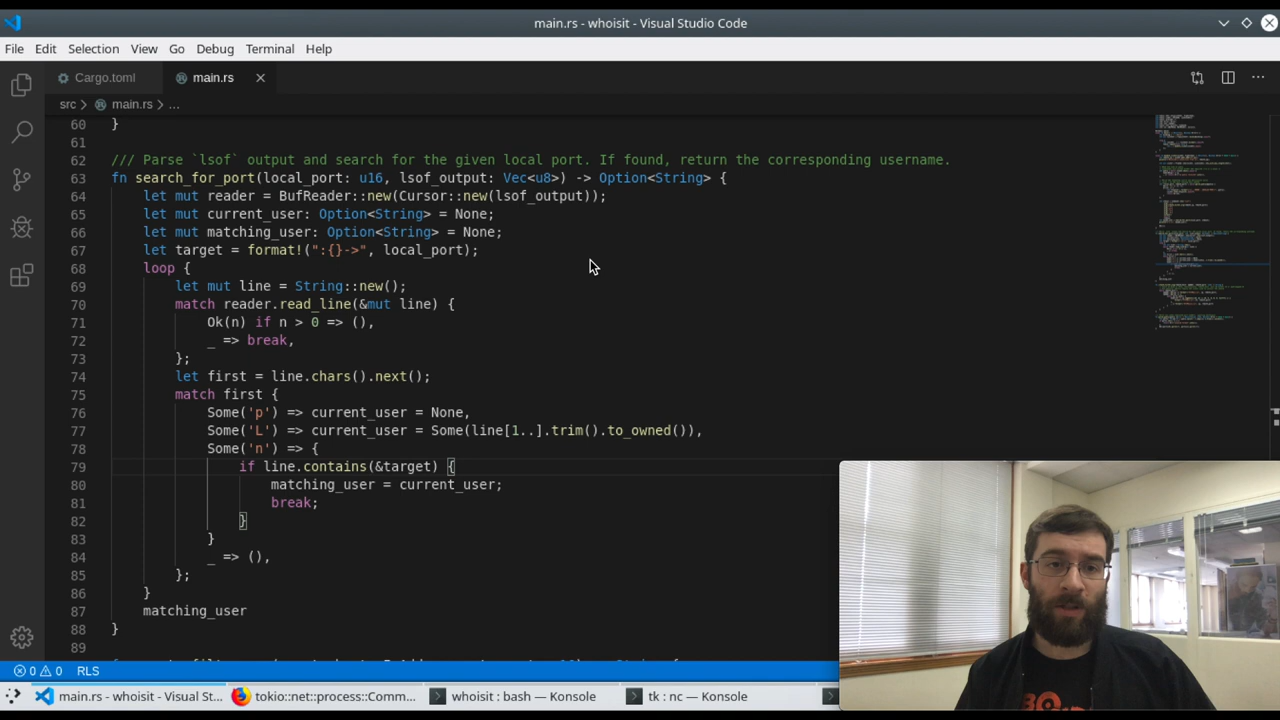 main.rs - whoisit - Visual Studio Code
File Edit Selection View Go Debug Terminal Help
Cargo.toml main.rs
src > main.rs > ...
60 }
61
62 /// Parse `lsof` output and search for the given local port. If found, return the corresponding username.
63 fn search_for_port(local_port: u16, lsof_output: Vec<u8>) -> Option<String> {
64 let mut reader = BufReader::new(Cursor::new(lsof_output));
65 let mut current_user: Option<String> = None;
66 let mut matching_user: Option<String> = None;
67 let target = format!(":{}->", local_port);
68 loop {
69 let mut line = String::new();
70 match reader.read_line(&mut line) {
71 Ok(n) if n > 0 => (),
72 _ => break,
73 };
74 let first = line.chars().next();
75 match first {
76 Some('p') => current_user = None,
77 Some('L') => current_user = Some(line[1..].trim().to_owned()),
78 Some('n') => {
79 if line.contains(&target) {
80 matching_user = current_user;
81 break;
82 }
83 }
84 _ => (),
85 };
86 }
87 matching_user
88 }
89
0 0 RLS
main.rs - whoisit - Visual St... tokio::net::process::Comm... whoisit : bash — Konsole tk : nc — Konsole